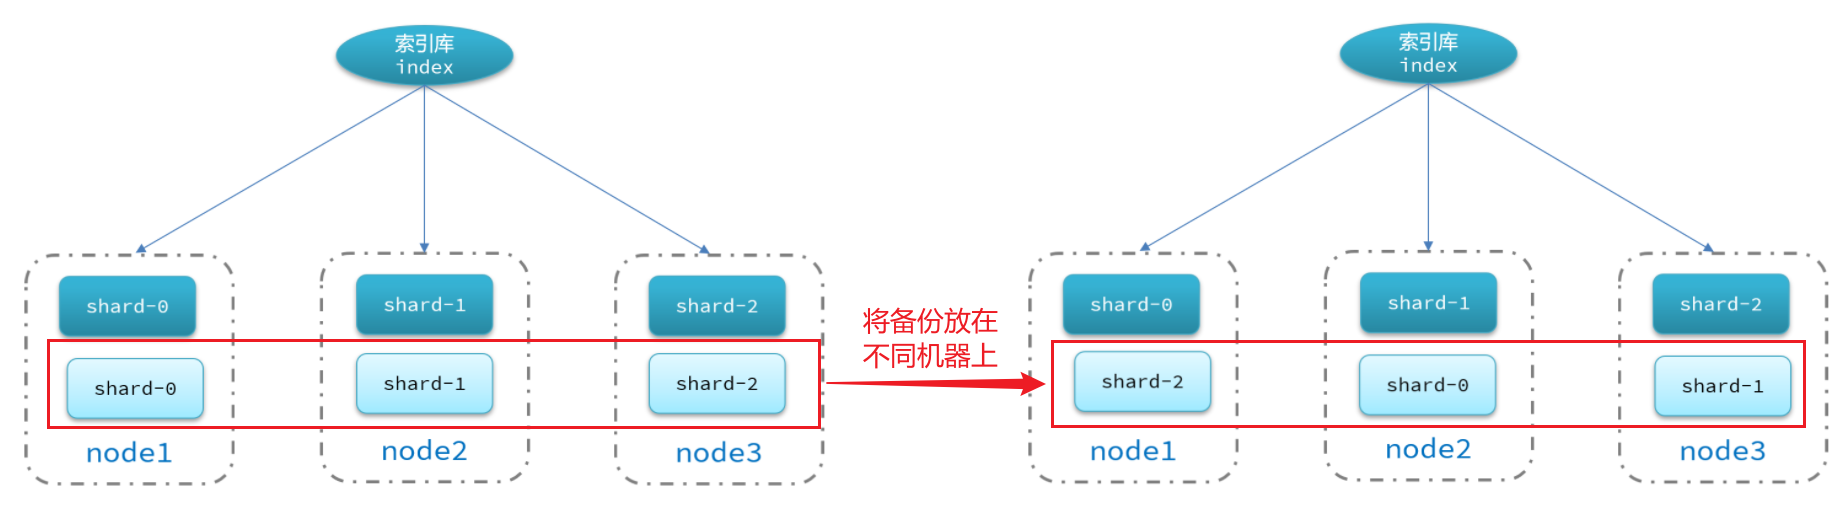 索引库
index
shard-0
shard-1
shard-2
shard-0
shard-1
shard-2
node1
node2
node3
将备份放在
不同机器上
索引库
index
shard-0
shard-1
shard-2
shard-2
shard-0
shard-1
node1
node2
node3